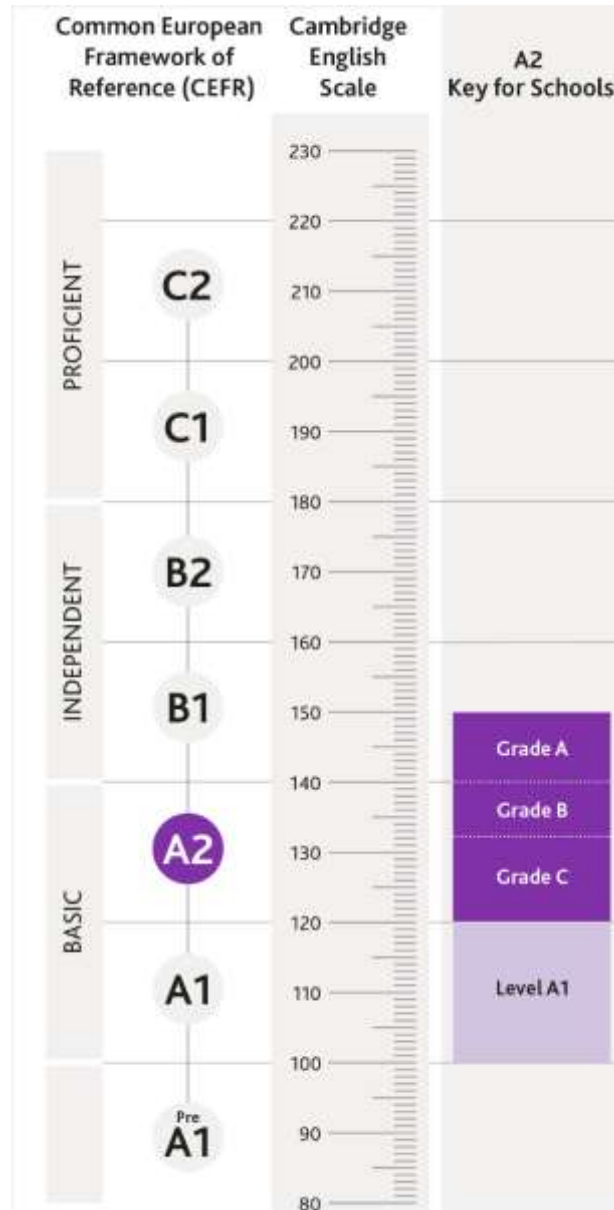 Common European
Framework of
Reference (CEFR)
Cambridge
English
Scale
A2
Key for Schools
PROFICIENT
INDEPENDENT
BASIC
C2
C1
B2
B1
A2
A1
Pre
A1
230
220
210
200
190
180
170
160
150
140
130
120
110
100
90
80
Grade A
Grade B
Grade C
Level A1